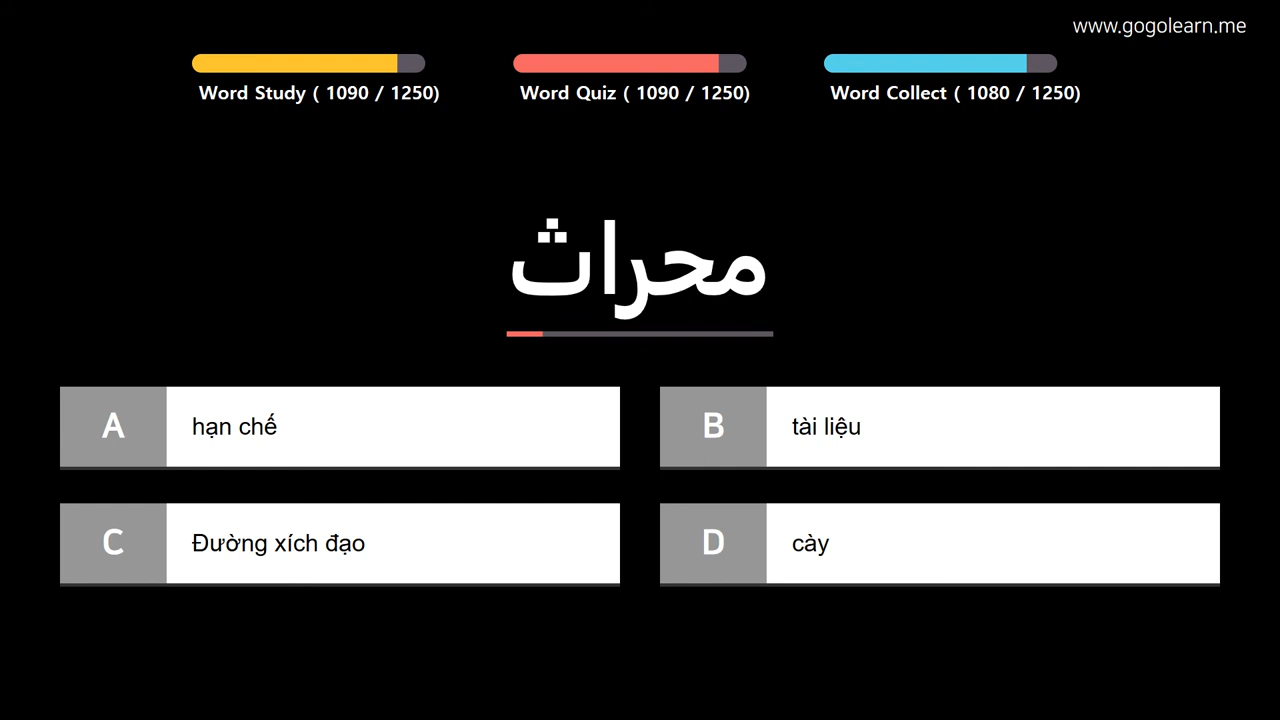 www.gogolearn.me
Word Study ( 1090 / 1250)
Word Quiz ( 1090 / 1250)
Word Collect ( 1080 / 1250)
محراث
A
hạn chế
B
tài liệu
C
Đường xích đạo
D
cày